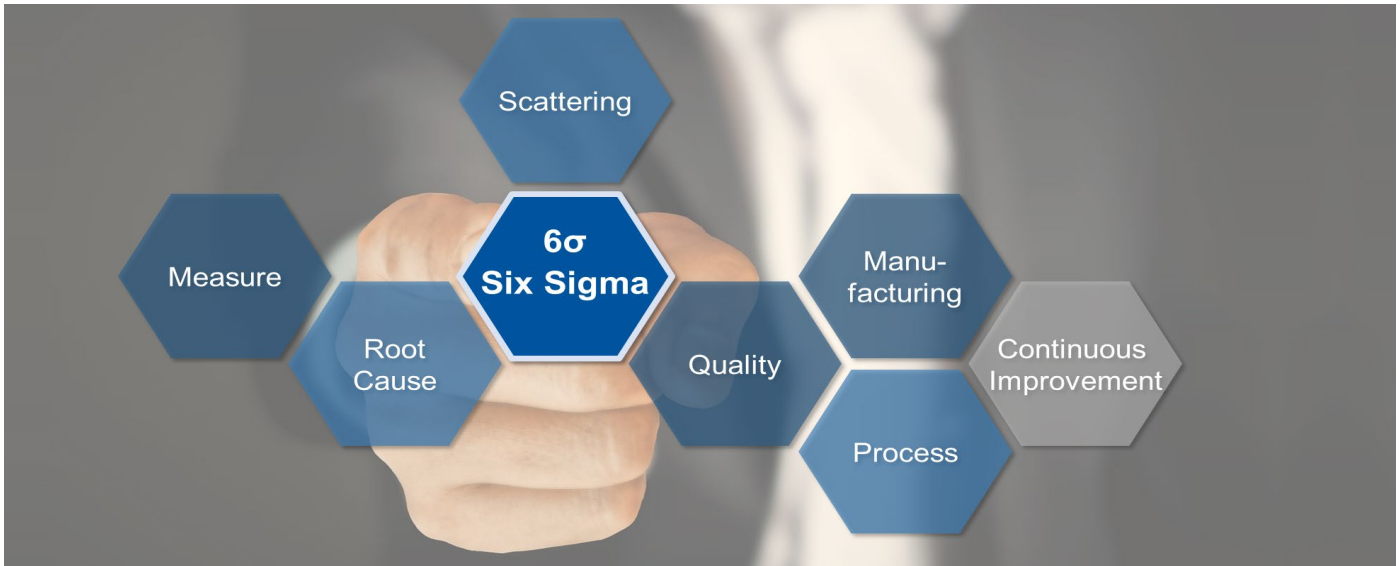 Scattering
Measure
Root
Cause
6σ
Six Sigma
Quality
Manu-
facturing
Process
Continuous
Improvement